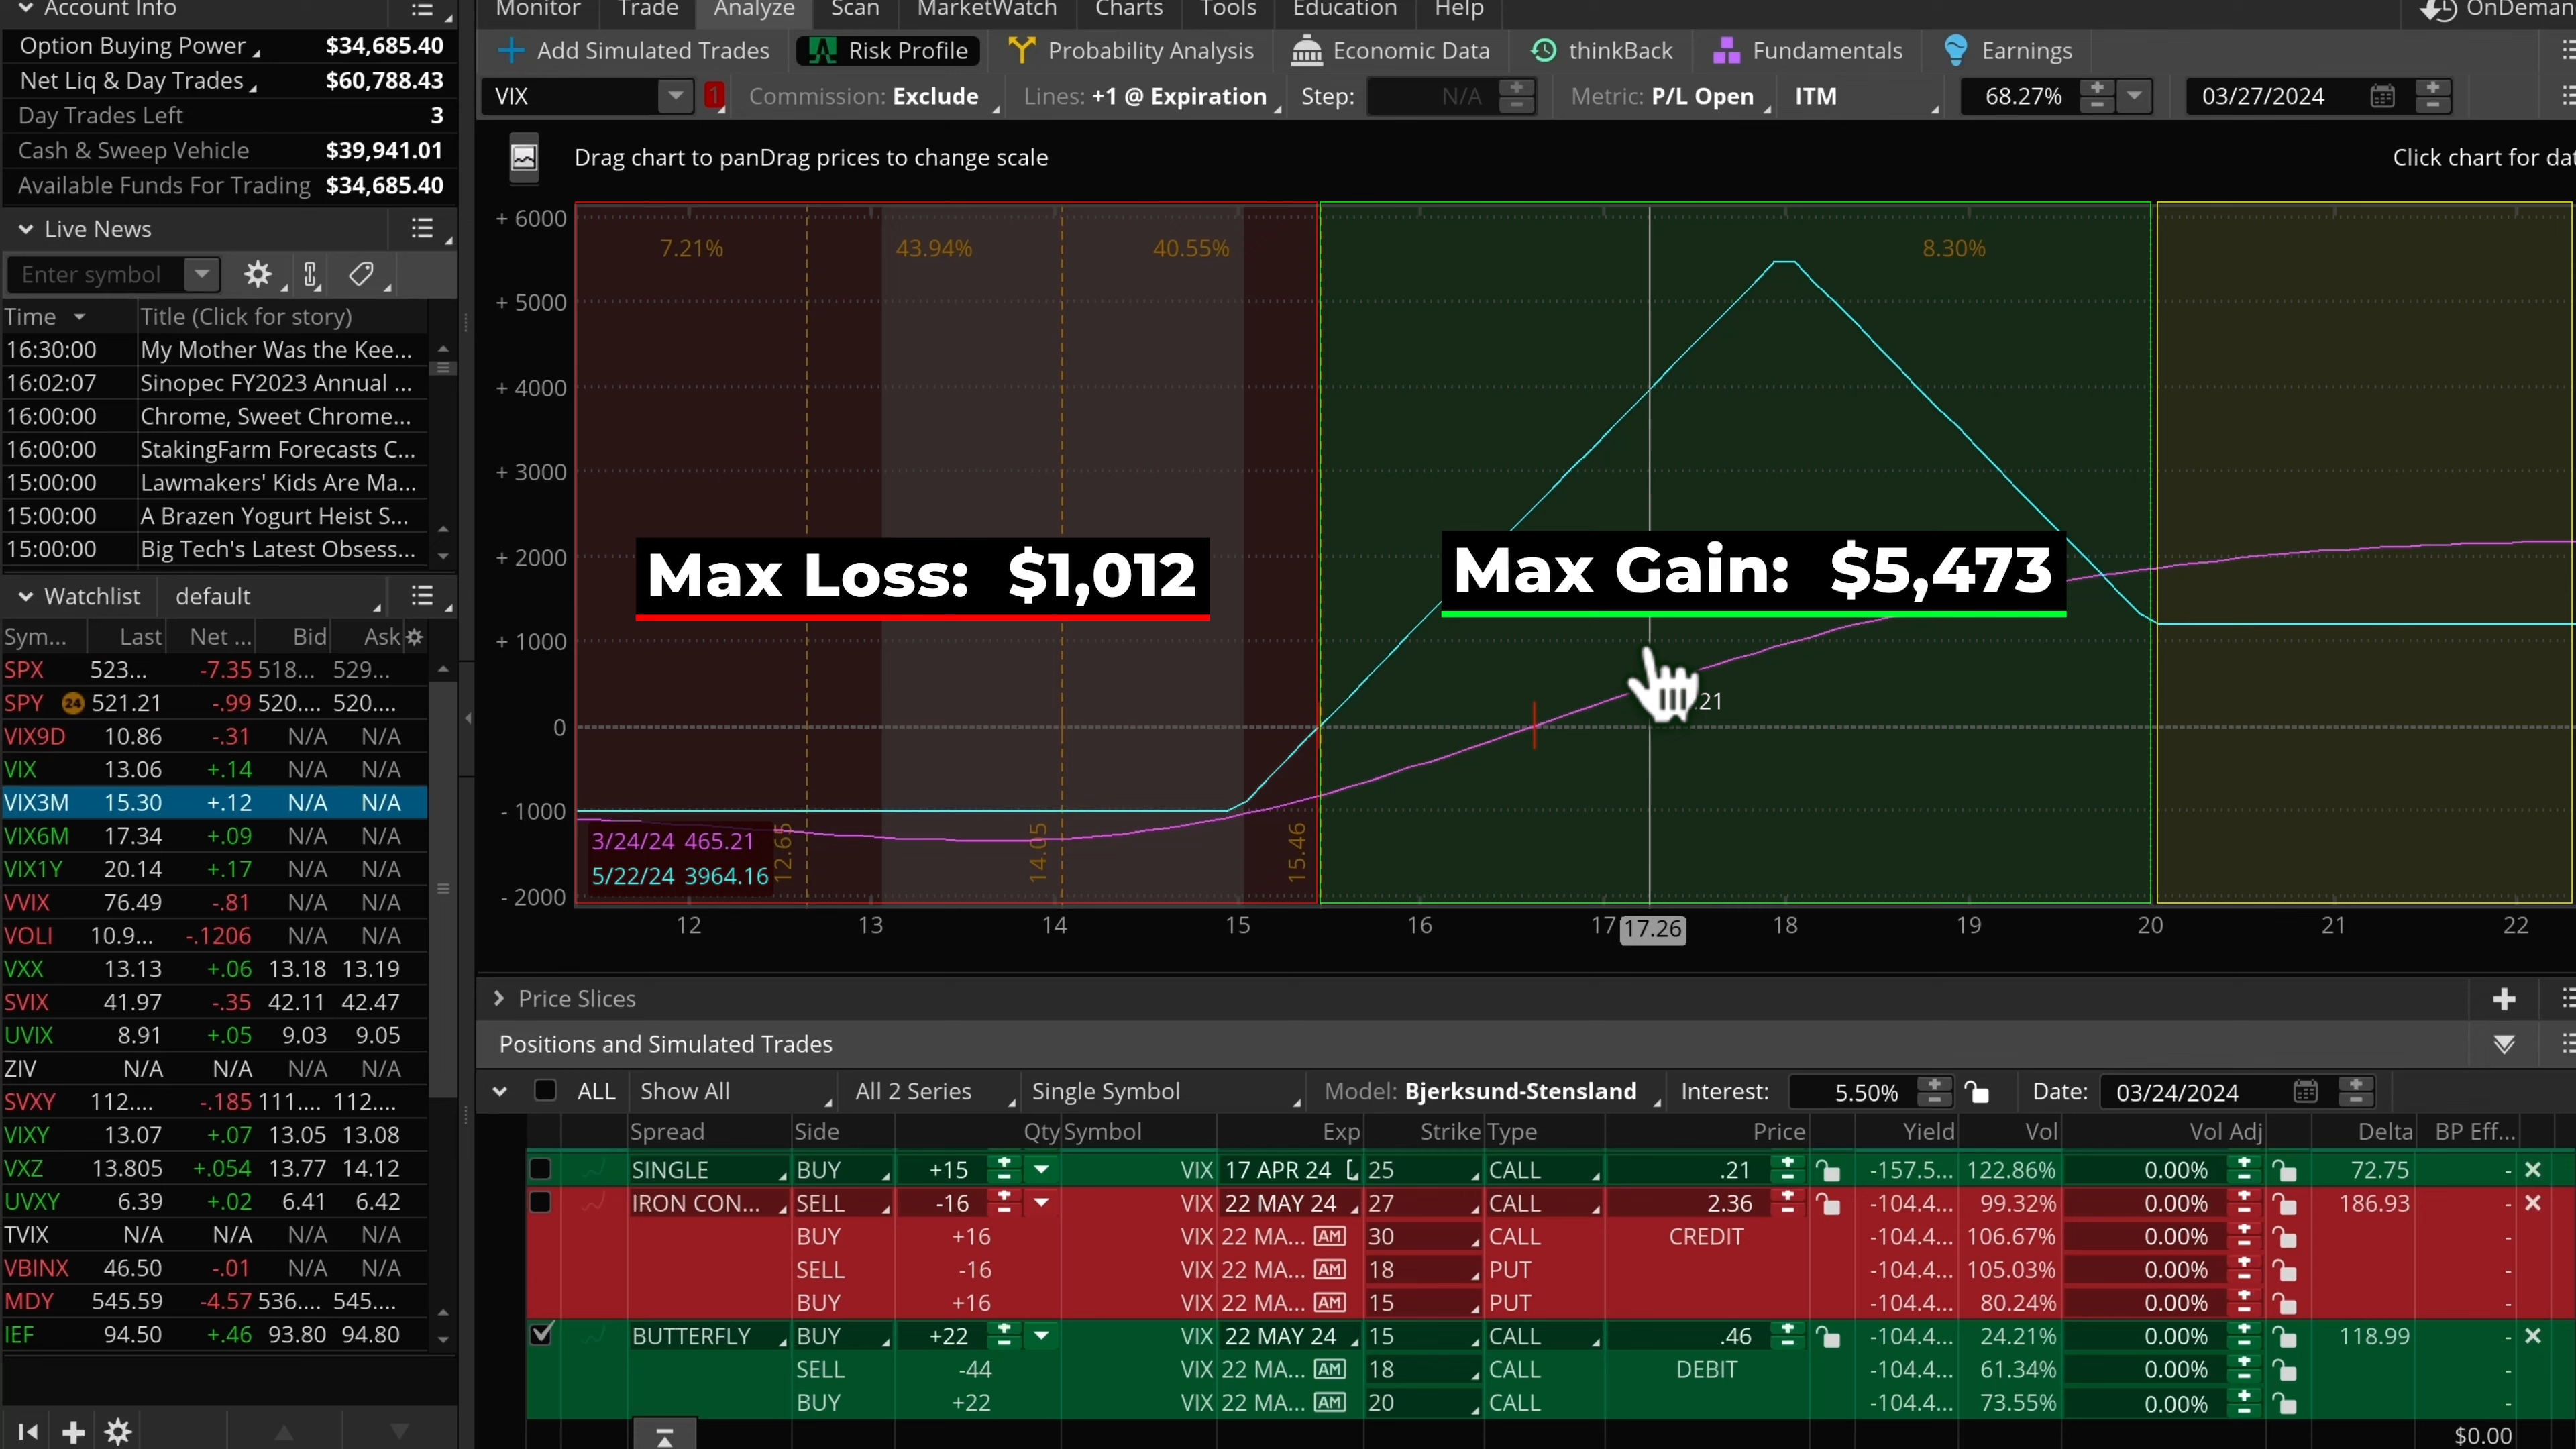 Account Info
Option Buying Power $34,685.40
Net Liq & Day Trades $60,788.43
Day Trades Left 3
Cash & Sweep Vehicle $39,941.01
Available Funds For Trading $34,685.40
Live News
Enter symbol
Time Title (Click for story)
16:30:00 My Mother Was the Kee...
16:02:07 Sinopec FY2023 Annual ...
16:00:00 Chrome, Sweet Chrome...
16:00:00 StakingFarm Forecasts C...
15:00:00 Lawmakers' Kids Are Ma...
15:00:00 A Brazen Yogurt Heist S...
15:00:00 Big Tech's Latest Obsess...
Watchlist default
Sym... Last Net ... Bid Ask
SPX 523... -7.35 518... 529...
SPY 24 521.21 -.99 520.... 520....
VIX9D 10.86 -.31 N/A N/A
VIX 13.06 +.14 N/A N/A
VIX3M 15.30 +.12 N/A N/A
VIX6M 17.34 +.09 N/A N/A
VIX1Y 20.14 +.17 N/A N/A
VVIX 76.49 -.81 N/A N/A
VOLI 10.9... -.1206 N/A N/A
VXX 13.13 +.06 13.18 13.19
SVIX 41.97 -.35 42.11 42.47
UVIX 8.91 +.05 9.03 9.05
ZIV N/A N/A N/A N/A
SVXY 112.... -.185 111.... 112....
VIXY 13.07 +.07 13.05 13.08
VXZ 13.805 +.054 13.77 14.12
UVXY 6.39 +.02 6.41 6.42
TVIX N/A N/A N/A N/A
VBINX 46.50 -.01 N/A N/A
MDY 545.59 -4.57 536.... 545....
IEF 94.50 +.46 93.80 94.80
Monitor Trade Analyze Scan MarketWatch Charts Tools Education Help OnDeman
Add Simulated Trades Risk Profile Probability Analysis Economic Data thinkBack Fundamentals Earnings
VIX 1 Commission: Exclude Lines: +1 @ Expiration Step: N/A Metric: P/L Open ITM 68.27% 03/27/2024
Drag chart to panDrag prices to change scale Click chart for dat
+ 6000
7.21% 43.94% 40.55% 8.30%
+ 5000
+ 4000
+ 3000
+ 2000
Max Loss: $1,012 Max Gain: $5,473
+ 1000
.21
0
- 1000
3/24/24 465.21
5/22/24 3964.16
12.65 14.05 15.46
- 2000
12 13 14 15 16 17 17.26 18 19 20 21 22
Price Slices
Positions and Simulated Trades
ALL Show All All 2 Series Single Symbol Model: Bjerksund-Stensland Interest: 5.50% Date: 03/24/2024
Spread Side Qty Symbol Exp Strike Type Price Yield Vol Vol Adj Delta BP Eff...
SINGLE BUY +15 VIX 17 APR 24 25 CALL .21 -157.5... 122.86% 0.00% 72.75 -
IRON CON... SELL -16 VIX 22 MAY 24 27 CALL 2.36 -104.4... 99.32% 0.00% 186.93 -
BUY +16 VIX 22 MA... AM 30 CALL CREDIT -104.4... 106.67% 0.00% -
SELL -16 VIX 22 MA... AM 18 PUT -104.4... 105.03% 0.00% -
BUY +16 VIX 22 MA... AM 15 PUT -104.4... 80.24% 0.00% -
BUTTERFLY BUY +22 VIX 22 MAY 24 15 CALL .46 -104.4... 24.21% 0.00% 118.99 -
SELL -44 VIX 22 MA... AM 18 CALL DEBIT -104.4... 61.34% 0.00% -
BUY +22 VIX 22 MA... AM 20 CALL -104.4... 73.55% 0.00% -
$0.00